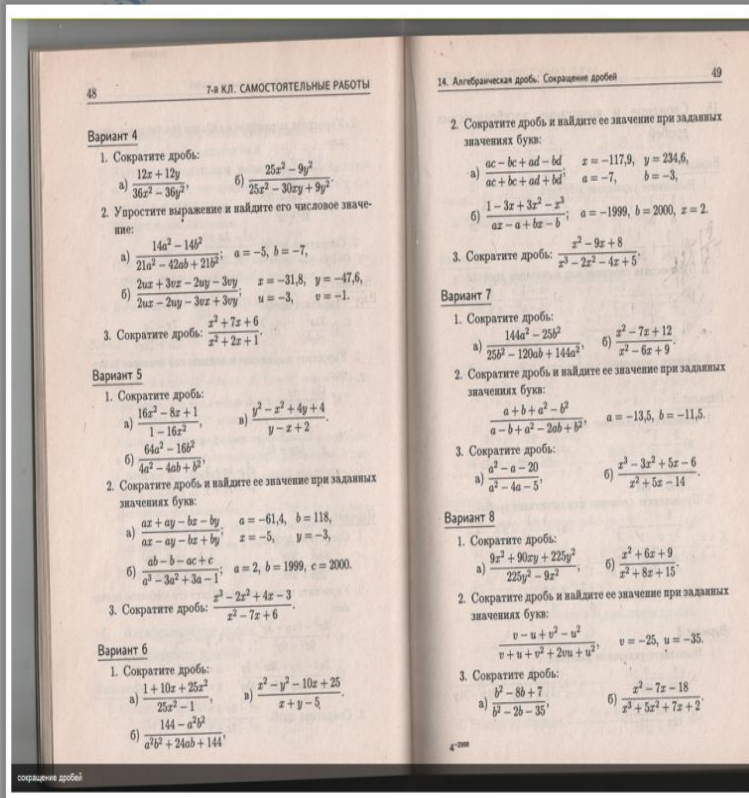 48
7-й КЛ. САМОСТОЯТЕЛЬНЫЕ РАБОТЫ
Вариант 4
1. Сократите дробь:
а) (12x + 12y)/(36x² − 36y²), б) (25x² − 9y²)/(25x² − 30xy + 9y²).
2. Упростите выражение и найдите его числовое значе-
ние:
а) (14a² − 14b²)/(21a² − 42ab + 21b²); a = −5, b = −7,
б) (2ux + 3vx − 2uy − 3vy)/(2ux − 2uy − 3vx + 3vy); x = −31,8, y = −47,6, u = −3, v = −1.
3. Сократите дробь: (x² + 7x + 6)/(x² + 2x + 1).
Вариант 5
1. Сократите дробь:
а) (16x² − 8x + 1)/(1 − 16x²), в) (y² − x² + 4y + 4)/(y − x + 2).
б) (64a² − 16b²)/(4a² − 4ab + b²),
2. Сократите дробь и найдите ее значение при заданных
значениях букв:
а) (ax + ay − bx − by)/(ax − ay − bx + by); a = −61,4, b = 118, x = −5, y = −3,
б) (ab − b − ac + c)/(a³ − 3a² + 3a − 1); a = 2, b = 1999, c = 2000.
3. Сократите дробь: (x³ − 2x² + 4x − 3)/(x² − 7x + 6).
Вариант 6
1. Сократите дробь:
а) (1 + 10x + 25x²)/(25x² − 1), в) (x² − y² − 10x + 25)/(x + y − 5).
б) (144 − a²b²)/(a²b² + 24ab + 144),
14. Алгебраическая дробь. Сокращение дробей
49
2. Сократите дробь и найдите ее значение при заданных
значениях букв:
а) (ac − bc + ad − bd)/(ac + bc + ad + bd); x = −117,9, y = 234,6, a = −7, b = −3,
б) (1 − 3x + 3x² − x³)/(ax − a + bx − b); a = −1999, b = 2000, x = 2.
3. Сократите дробь: (x² − 9x + 8)/(x³ − 2x² − 4x + 5).
Вариант 7
1. Сократите дробь:
а) (144a² − 25b²)/(25b² − 120ab + 144a²), б) (x² − 7x + 12)/(x² − 6x + 9).
2. Сократите дробь и найдите ее значение при заданных
значениях букв:
(a + b + a² − b²)/(a − b + a² − 2ab + b²), a = −13,5, b = −11,5.
3. Сократите дробь:
а) (a² − a − 20)/(a² − 4a − 5), б) (x³ − 3x² + 5x − 6)/(x² + 5x − 14).
Вариант 8
1. Сократите дробь:
а) (9x² + 90xy + 225y²)/(225y² − 9x²), б) (x² + 6x + 9)/(x² + 8x + 15).
2. Сократите дробь и найдите ее значение при заданных
значениях букв:
(v − u + v² − u²)/(v + u + v² + 2vu + u²), v = −25, u = −35.
3. Сократите дробь:
а) (b² − 8b + 7)/(b² − 2b − 35), б) (x² − 7x − 18)/(x³ + 5x² + 7x + 2).
сокращение дробей